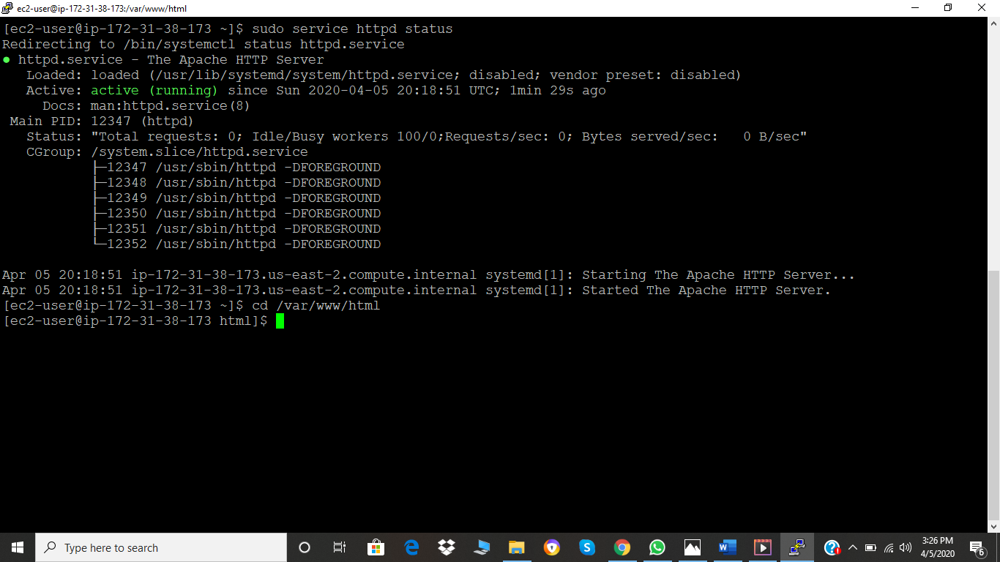 ec2-user@ip-172-31-38-173:/var/www/html
[ec2-user@ip-172-31-38-173 ~]$ sudo service httpd status
Redirecting to /bin/systemctl status httpd.service
● httpd.service - The Apache HTTP Server
   Loaded: loaded (/usr/lib/systemd/system/httpd.service; disabled; vendor preset: disabled)
   Active: active (running) since Sun 2020-04-05 20:18:51 UTC; 1min 29s ago
     Docs: man:httpd.service(8)
 Main PID: 12347 (httpd)
   Status: "Total requests: 0; Idle/Busy workers 100/0;Requests/sec: 0; Bytes served/sec:   0 B/sec"
   CGroup: /system.slice/httpd.service
           ├─12347 /usr/sbin/httpd -DFOREGROUND
           ├─12348 /usr/sbin/httpd -DFOREGROUND
           ├─12349 /usr/sbin/httpd -DFOREGROUND
           ├─12350 /usr/sbin/httpd -DFOREGROUND
           ├─12351 /usr/sbin/httpd -DFOREGROUND
           └─12352 /usr/sbin/httpd -DFOREGROUND
Apr 05 20:18:51 ip-172-31-38-173.us-east-2.compute.internal systemd[1]: Starting The Apache HTTP Server...
Apr 05 20:18:51 ip-172-31-38-173.us-east-2.compute.internal systemd[1]: Started The Apache HTTP Server.
[ec2-user@ip-172-31-38-173 ~]$ cd /var/www/html
[ec2-user@ip-172-31-38-173 html]$
Type here to search
3:26 PM
4/5/2020
6